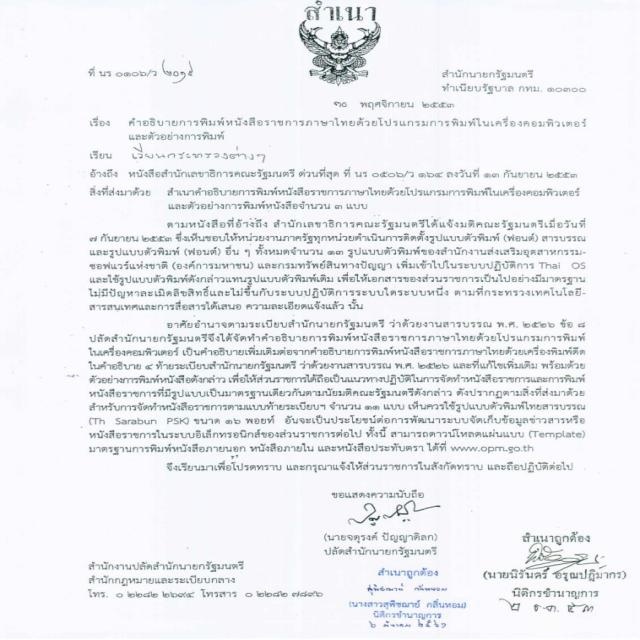 สำเนา
ที่ นร ๐๑๐๖/ว ๒๐๑๙
สำนักนายกรัฐมนตรี
ทำเนียบรัฐบาล กทม. ๑๐๓๐๐
๓๐ พฤศจิกายน ๒๕๕๓
เรื่อง คำอธิบายการพิมพ์หนังสือราชการภาษาไทยด้วยโปรแกรมการพิมพ์ในเครื่องคอมพิวเตอร์
และตัวอย่างการพิมพ์
เรียน
อ้างถึง หนังสือสำนักเลขาธิการคณะรัฐมนตรี ด่วนที่สุด ที่ นร ๐๕๐๖/ว ๑๖๔ ลงวันที่ ๑๓ กันยายน ๒๕๕๓
สิ่งที่ส่งมาด้วย สำเนาคำอธิบายการพิมพ์หนังสือราชการภาษาไทยด้วยโปรแกรมการพิมพ์ในเครื่องคอมพิวเตอร์
และตัวอย่างการพิมพ์หนังสือจำนวน ๓ แบบ
ตามหนังสือที่อ้างถึง สำนักเลขาธิการคณะรัฐมนตรีได้แจ้งมติคณะรัฐมนตรีเมื่อวันที่
๗ กันยายน ๒๕๕๓ ซึ่งเห็นชอบให้หน่วยงานภาครัฐทุกหน่วยดำเนินการติดตั้งรูปแบบตัวพิมพ์ (ฟอนต์) สารบรรณ
และรูปแบบตัวพิมพ์ (ฟอนต์) อื่น ๆ ทั้งหมดจำนวน ๑๓ รูปแบบตัวพิมพ์ของสำนักงานส่งเสริมอุตสาหกรรม-
ซอฟแวร์แห่งชาติ (องค์การมหาชน) และกรมทรัพย์สินทางปัญญา เพิ่มเข้าไปในระบบปฏิบัติการ Thai OS
และใช้รูปแบบตัวพิมพ์ดังกล่าวแทนรูปแบบตัวพิมพ์เดิม เพื่อให้เอกสารของส่วนราชการเป็นไปอย่างมีมาตรฐาน
ไม่มีปัญหาละเมิดลิขสิทธิ์และไม่ขึ้นกับระบบปฏิบัติการระบบใดระบบหนึ่ง ตามที่กระทรวงเทคโนโลยี-
สารสนเทศและการสื่อสารได้เสนอ ความละเอียดแจ้งแล้ว นั้น
อาศัยอำนาจตามระเบียบสำนักนายกรัฐมนตรี ว่าด้วยงานสารบรรณ พ.ศ. ๒๕๒๖ ข้อ ๘
ปลัดสำนักนายกรัฐมนตรีจึงได้จัดทำคำอธิบายการพิมพ์หนังสือราชการภาษาไทยด้วยโปรแกรมการพิมพ์
ในเครื่องคอมพิวเตอร์ เป็นคำอธิบายเพิ่มเติมต่อจากคำอธิบายการพิมพ์หนังสือราชการภาษาไทยด้วยเครื่องพิมพ์ดีด
ในคำอธิบาย ๔ ท้ายระเบียบสำนักนายกรัฐมนตรี ว่าด้วยงานสารบรรณ พ.ศ. ๒๕๒๖ และที่แก้ไขเพิ่มเติม พร้อมด้วย
ตัวอย่างการพิมพ์หนังสือดังกล่าว เพื่อให้ส่วนราชการได้ถือเป็นแนวทางปฏิบัติในการจัดทำหนังสือราชการและการพิมพ์
หนังสือราชการที่มีรูปแบบเป็นมาตรฐานเดียวกันตามนัยมติคณะรัฐมนตรีดังกล่าว ดังปรากฏตามสิ่งที่ส่งมาด้วย
สำหรับการจัดทำหนังสือราชการตามแบบท้ายระเบียบฯ จำนวน ๑๑ แบบ เห็นควรใช้รูปแบบตัวพิมพ์ไทยสารบรรณ
(Th Sarabun PSK) ขนาด ๑๖ พอยท์ อันจะเป็นประโยชน์ต่อการพัฒนาระบบจัดเก็บข้อมูลข่าวสารหรือ
หนังสือราชการในระบบอิเล็กทรอนิกส์ของส่วนราชการต่อไป ทั้งนี้ สามารถดาวน์โหลดแผ่นแบบ (Template)
มาตรฐานการพิมพ์หนังสือภายนอก หนังสือภายใน และหนังสือประทับตรา ได้ที่ www.opm.go.th
จึงเรียนมาเพื่อโปรดทราบ และกรุณาแจ้งให้ส่วนราชการในสังกัดทราบ และถือปฏิบัติต่อไป
ขอแสดงความนับถือ
(นายจตุรงค์ ปัญญาดิลก)
ปลัดสำนักนายกรัฐมนตรี
สำเนาถูกต้อง
(นายนิรันดร์ อรุณปฏิมากร)
นิติกรชำนาญการ
๒ ธ.ค. ๕๓
สำนักงานปลัดสำนักนายกรัฐมนตรี
สำนักกฎหมายและระเบียบกลาง
โทร. ๐ ๒๒๘๒ ๒๖๙๔ โทรสาร ๐ ๒๒๘๒ ๗๘๙๖
สำเนาถูกต้อง
สุพิชฌาย์ กลิ่นหอม
(นางสาวสุพิชฌาย์ กลิ่นหอม)
นิติกรชำนาญการ
๖ มีนาคม ๒๕๖๑